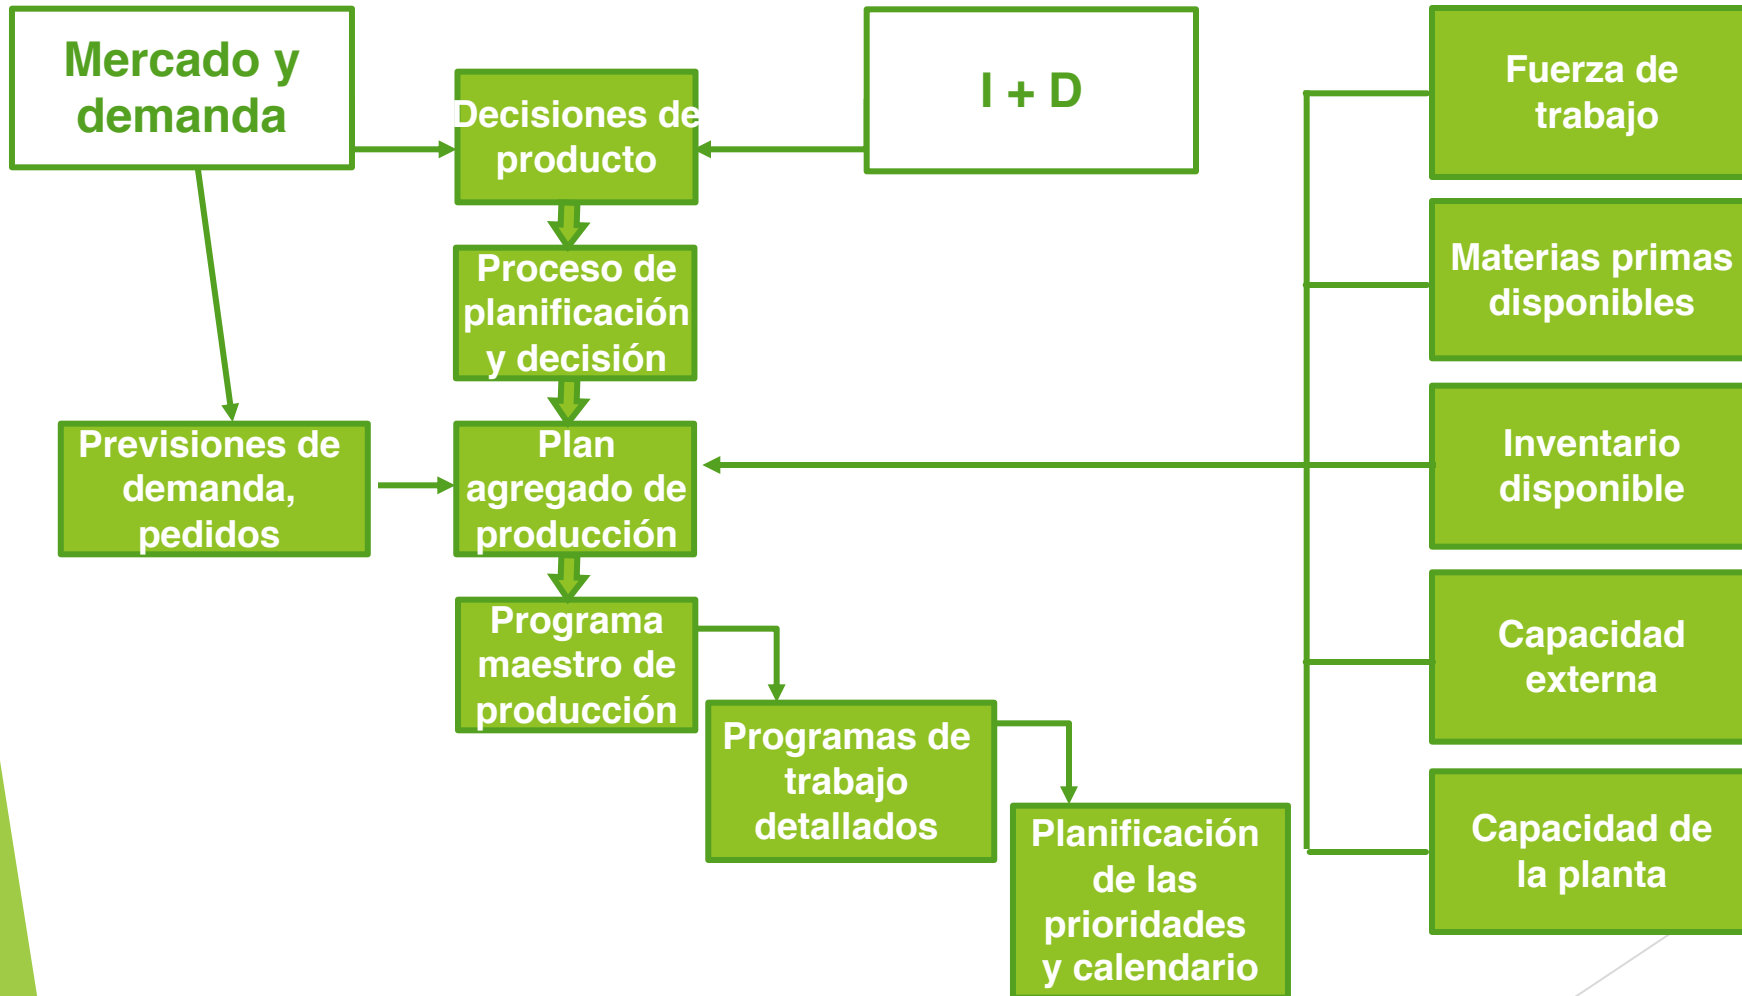 Mercado y
demanda
Decisiones de
producto
I + D
Proceso de
planificación
y decisión
Previsiones de
demanda,
pedidos
Plan
agregado de
producción
Programa
maestro de
producción
Programas de
trabajo
detallados
Planificación
de las
prioridades
y calendario
Fuerza de
trabajo
Materias primas
disponibles
Inventario
disponible
Capacidad
externa
Capacidad de
la planta